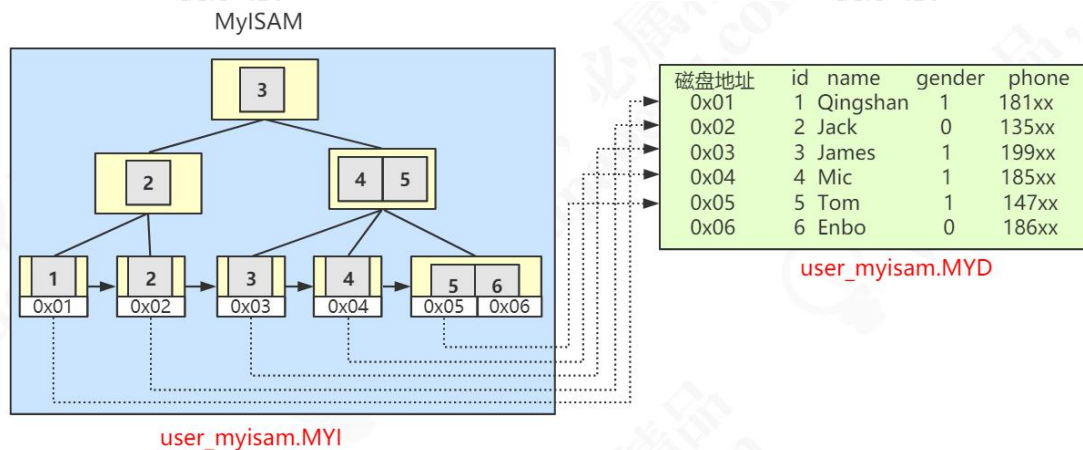 MyISAM
3
2
4 5
1 2 3 4 5 6
0x01 0x02 0x03 0x04 0x05 0x06
user_myisam.MYI
磁盘地址 id name gender phone
0x01 1 Qingshan 1 181xx
0x02 2 Jack 0 135xx
0x03 3 James 1 199xx
0x04 4 Mic 1 185xx
0x05 5 Tom 1 147xx
0x06 6 Enbo 0 186xx
user_myisam.MYD